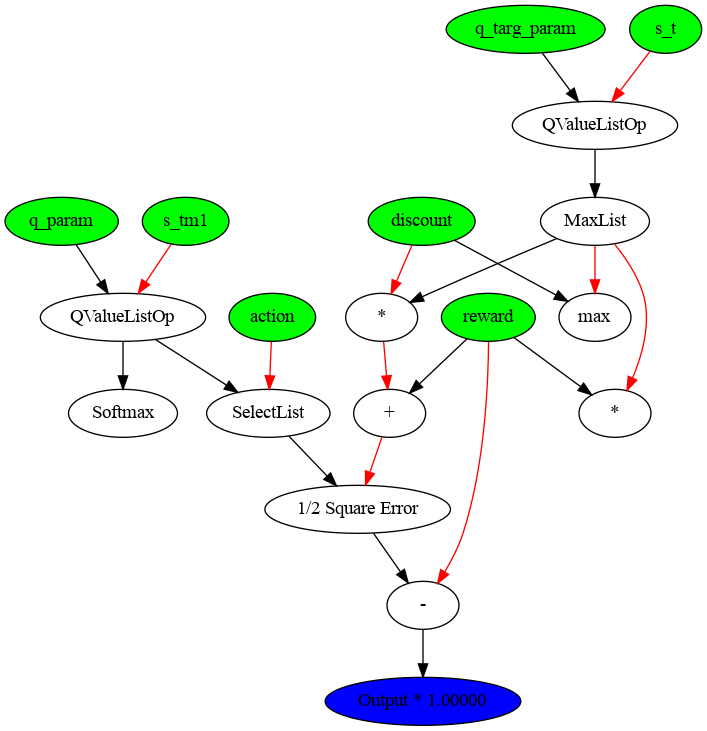 q_targ_param
s_t
QValueListOp
q_param
s_tm1
discount
MaxList
QValueListOp
action
*
reward
max
Softmax
SelectList
+
*
1/2 Square Error
-
Output * 1.00000